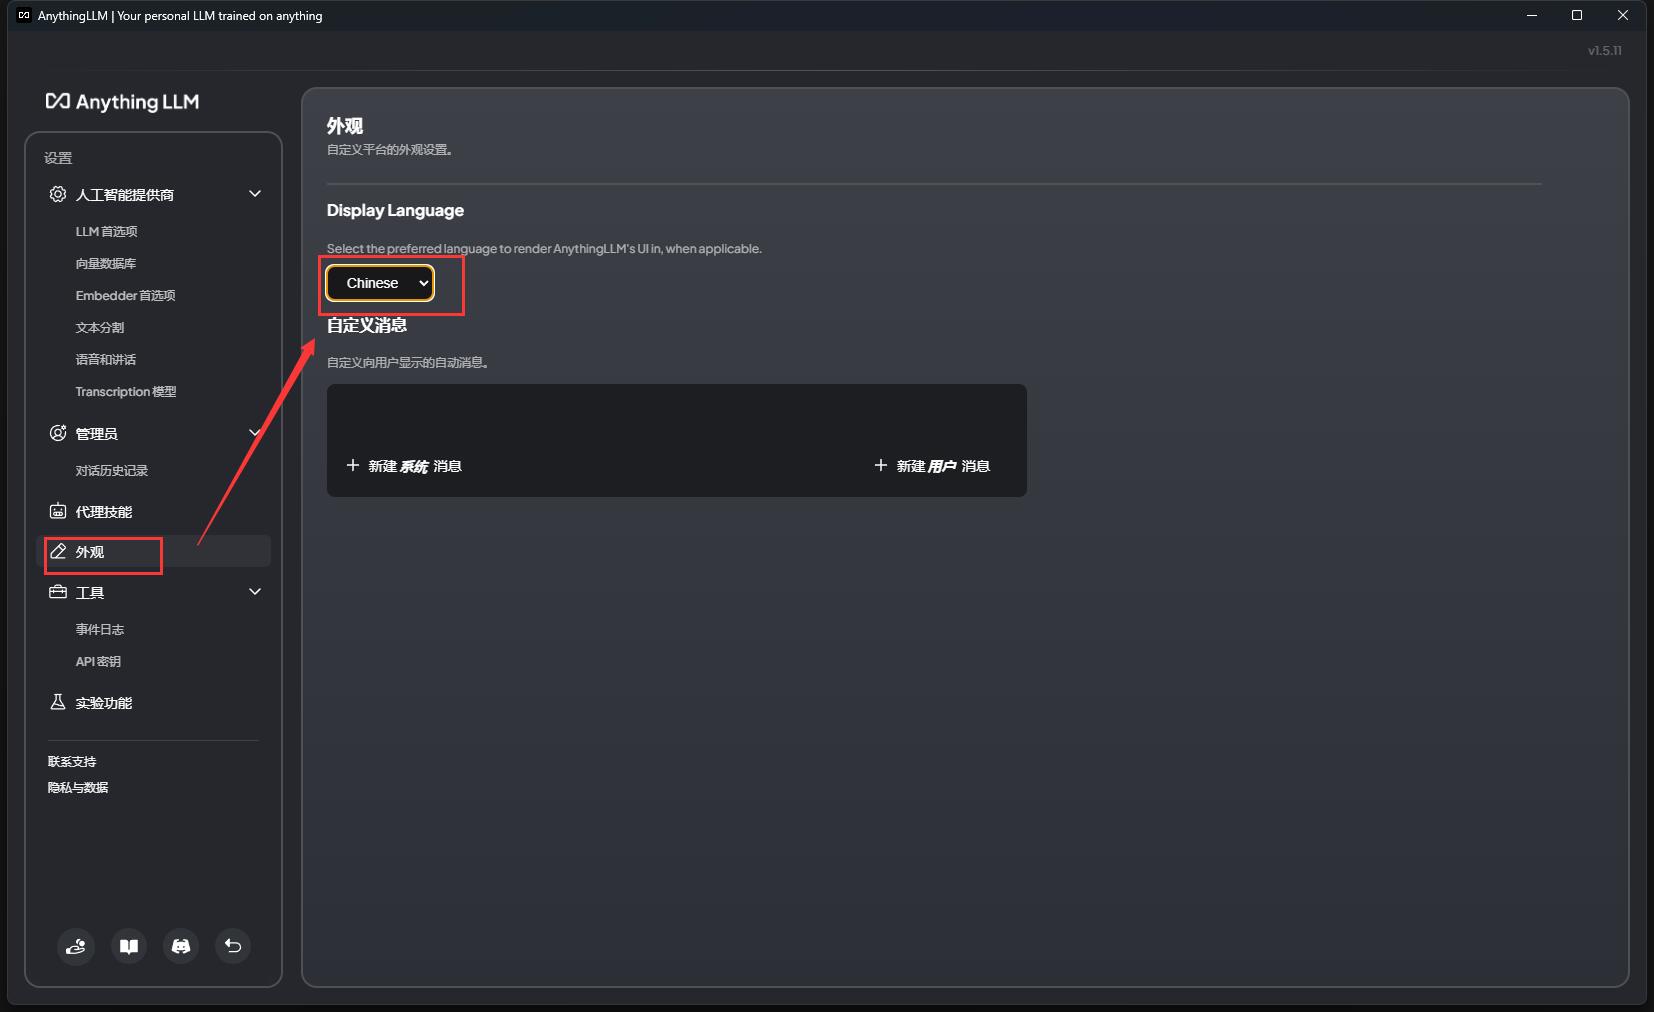 AnythingLLM | Your personal LLM trained on anything
v1.5.11
Anything LLM
设置
人工智能提供商
LLM 首选项
向量数据库
Embedder 首选项
文本分割
语音和讲话
Transcription 模型
管理员
对话历史记录
代理技能
外观
工具
事件日志
API 密钥
实验功能
联系支持
隐私与数据
外观
自定义平台的外观设置。
Display Language
Select the preferred language to render AnythingLLM's UI in, when applicable.
Chinese
自定义消息
自定义向用户显示的自动消息。
新建 系统 消息
新建 用户 消息